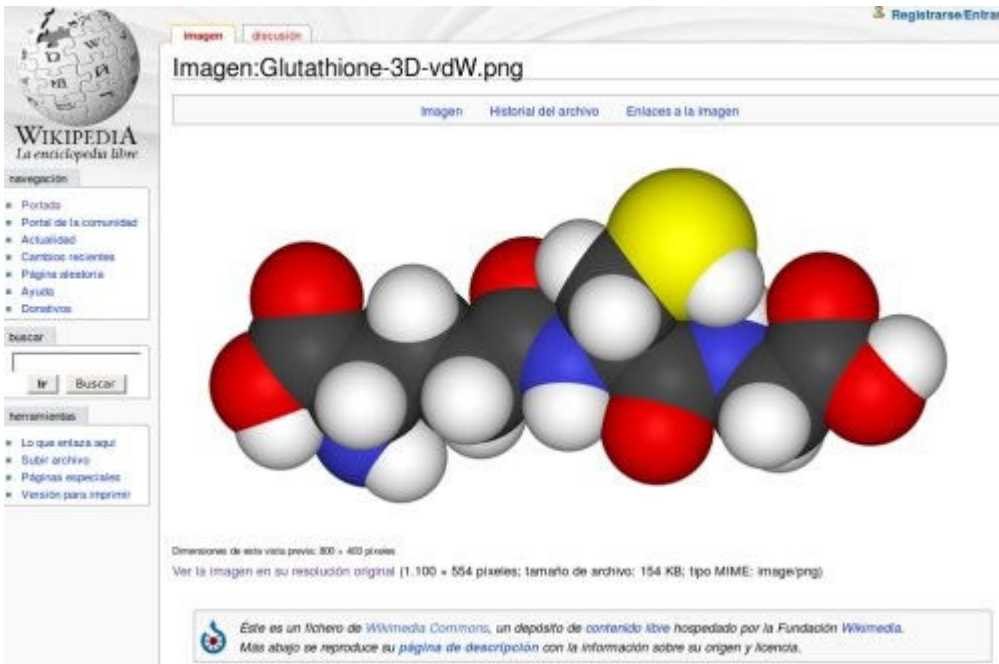 Registrarse/Entrar
imagen discusión
Imagen:Glutathione-3D-vdW.png
Imagen Historial del archivo Enlaces a la imagen
WIKIPEDIA
La enciclopedia libre
navegación
Portada
Portal de la comunidad
Actualidad
Cambios recientes
Página aleatoria
Ayuda
Donativos
buscar
Ir Buscar
herramientas
Lo que enlaza aquí
Subir archivo
Páginas especiales
Versión para imprimir
Dimensiones de esta vista previa: 800 × 403 píxeles
Ver la imagen en su resolución original (1.100 × 554 píxeles; tamaño de archivo: 154 KB; tipo MIME: image/png)
Éste es un fichero de Wikimedia Commons, un depósito de contenido libre hospedado por la Fundación Wikimedia.
Más abajo se reproduce su página de descripción con la información sobre su origen y licencia.